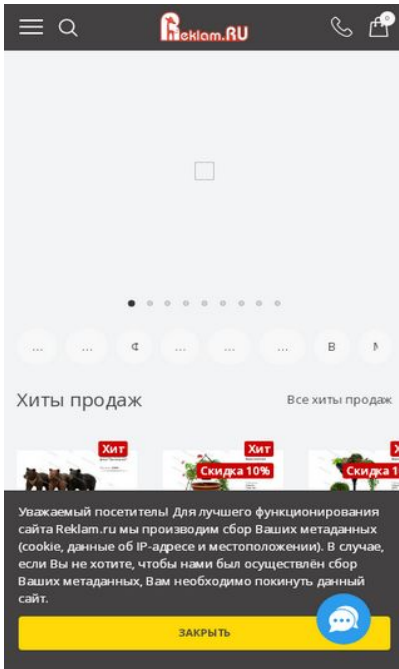 Reklam.RU
0
... ... ... ... ... В
Хиты продаж
Все хиты продаж
Хит
Хит
Скидка 10%
Скидка 1
Уважаемый посетитель! Для лучшего функционирования
сайта Reklam.ru мы производим сбор Ваших метаданных
(cookie, данные об IP-адресе и местоположении). В случае,
если Вы не хотите, чтобы нами был осуществлён сбор
Ваших метаданных, Вам необходимо покинуть данный
сайт.
ЗАКРЫТЬ